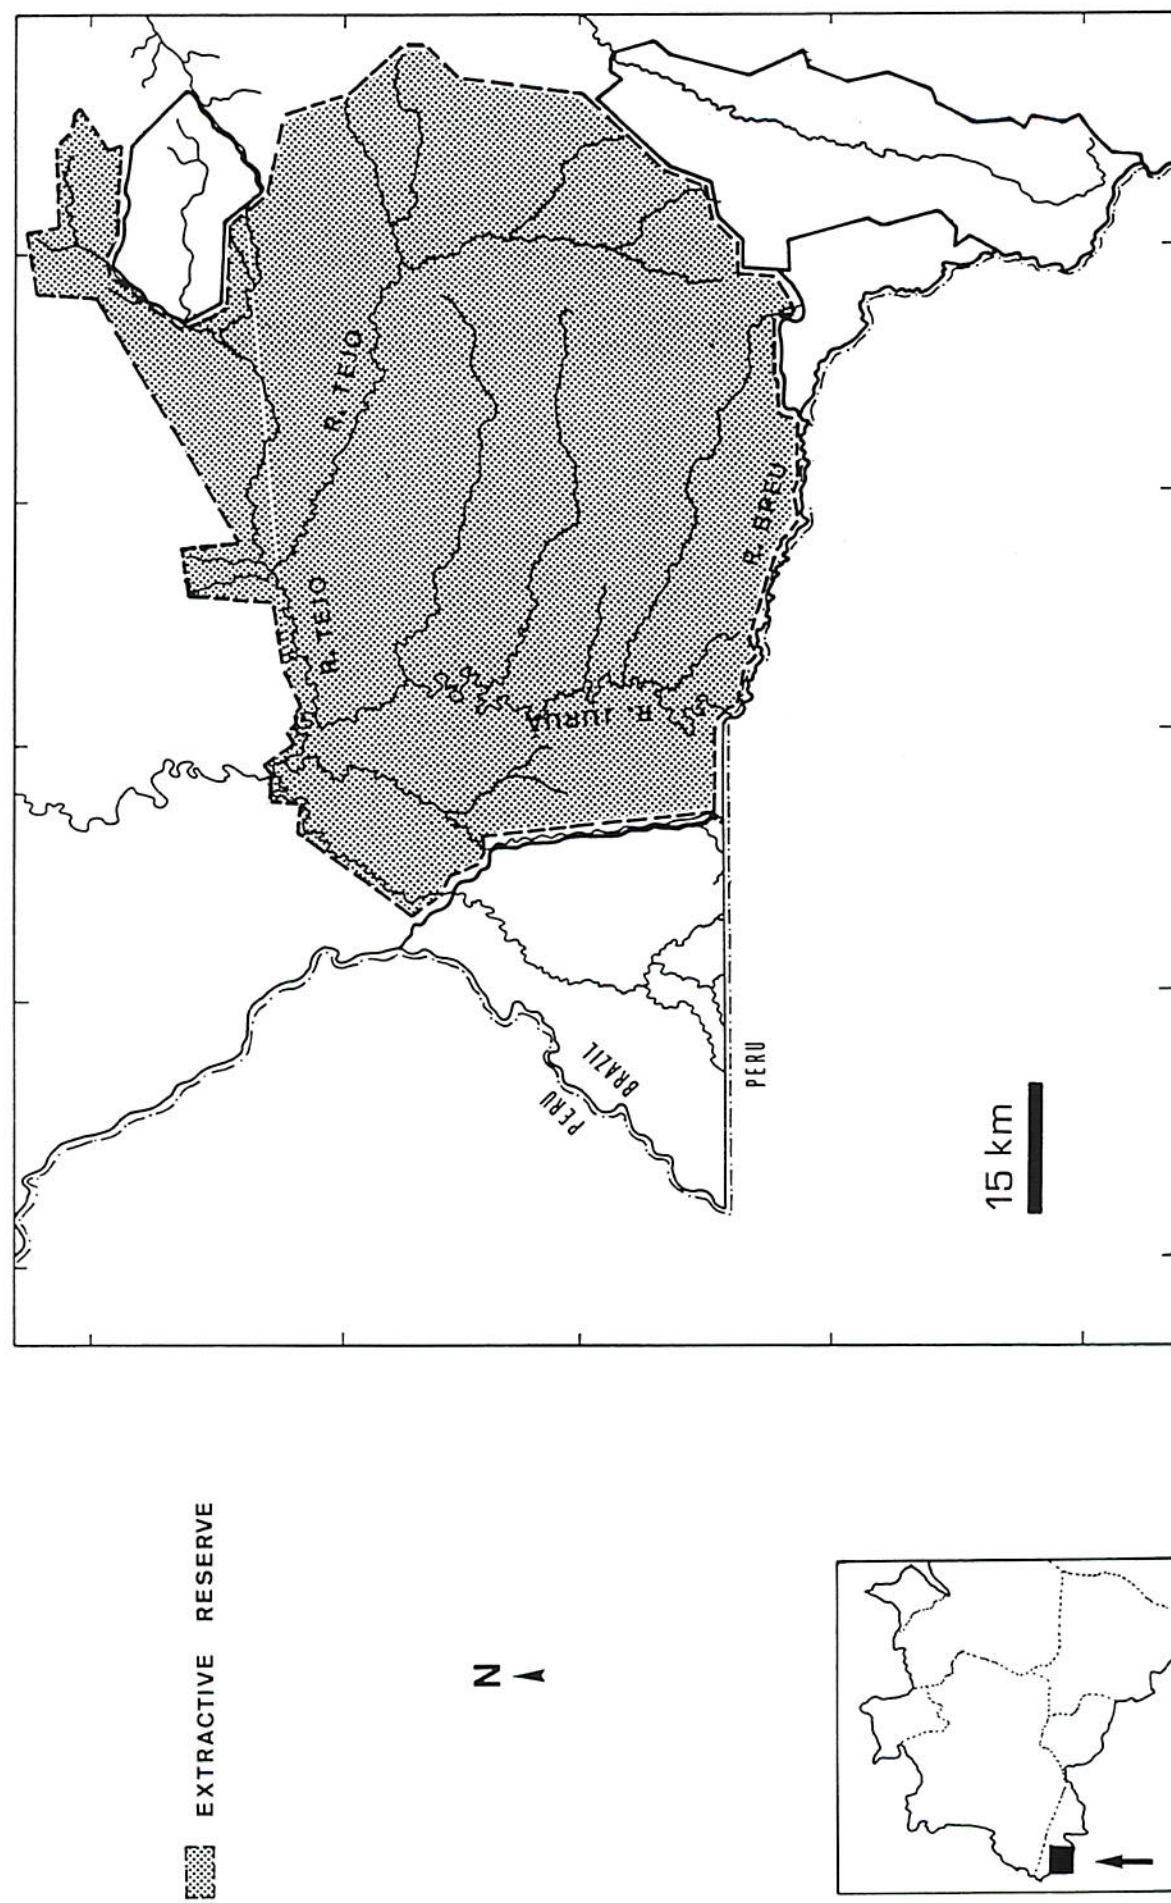 R. TEJO
R. TEJO
R. JURUÁ
R. BREU
PERU
BRAZIL
PERU
15 km
EXTRACTIVE RESERVE
N